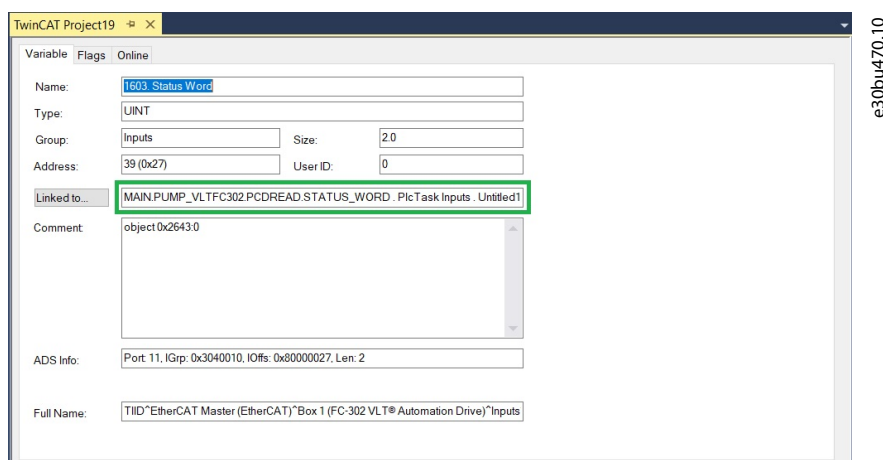 TwinCAT Project19
Variable Flags Online
Name: 1603. Status Word
Type: UINT
Group: Inputs Size: 2.0
Address: 39 (0x27) User ID: 0
Linked to... MAIN.PUMP_VLTFC302.PCDREAD.STATUS_WORD . PlcTask Inputs . Untitled1
Comment: object 0x2643:0
ADS Info: Port: 11, IGrp: 0x3040010, IOffs: 0x80000027, Len: 2
Full Name: TIID^EtherCAT Master (EtherCAT)^Box 1 (FC-302 VLT® Automation Drive)^Inputs
e30bu470.10